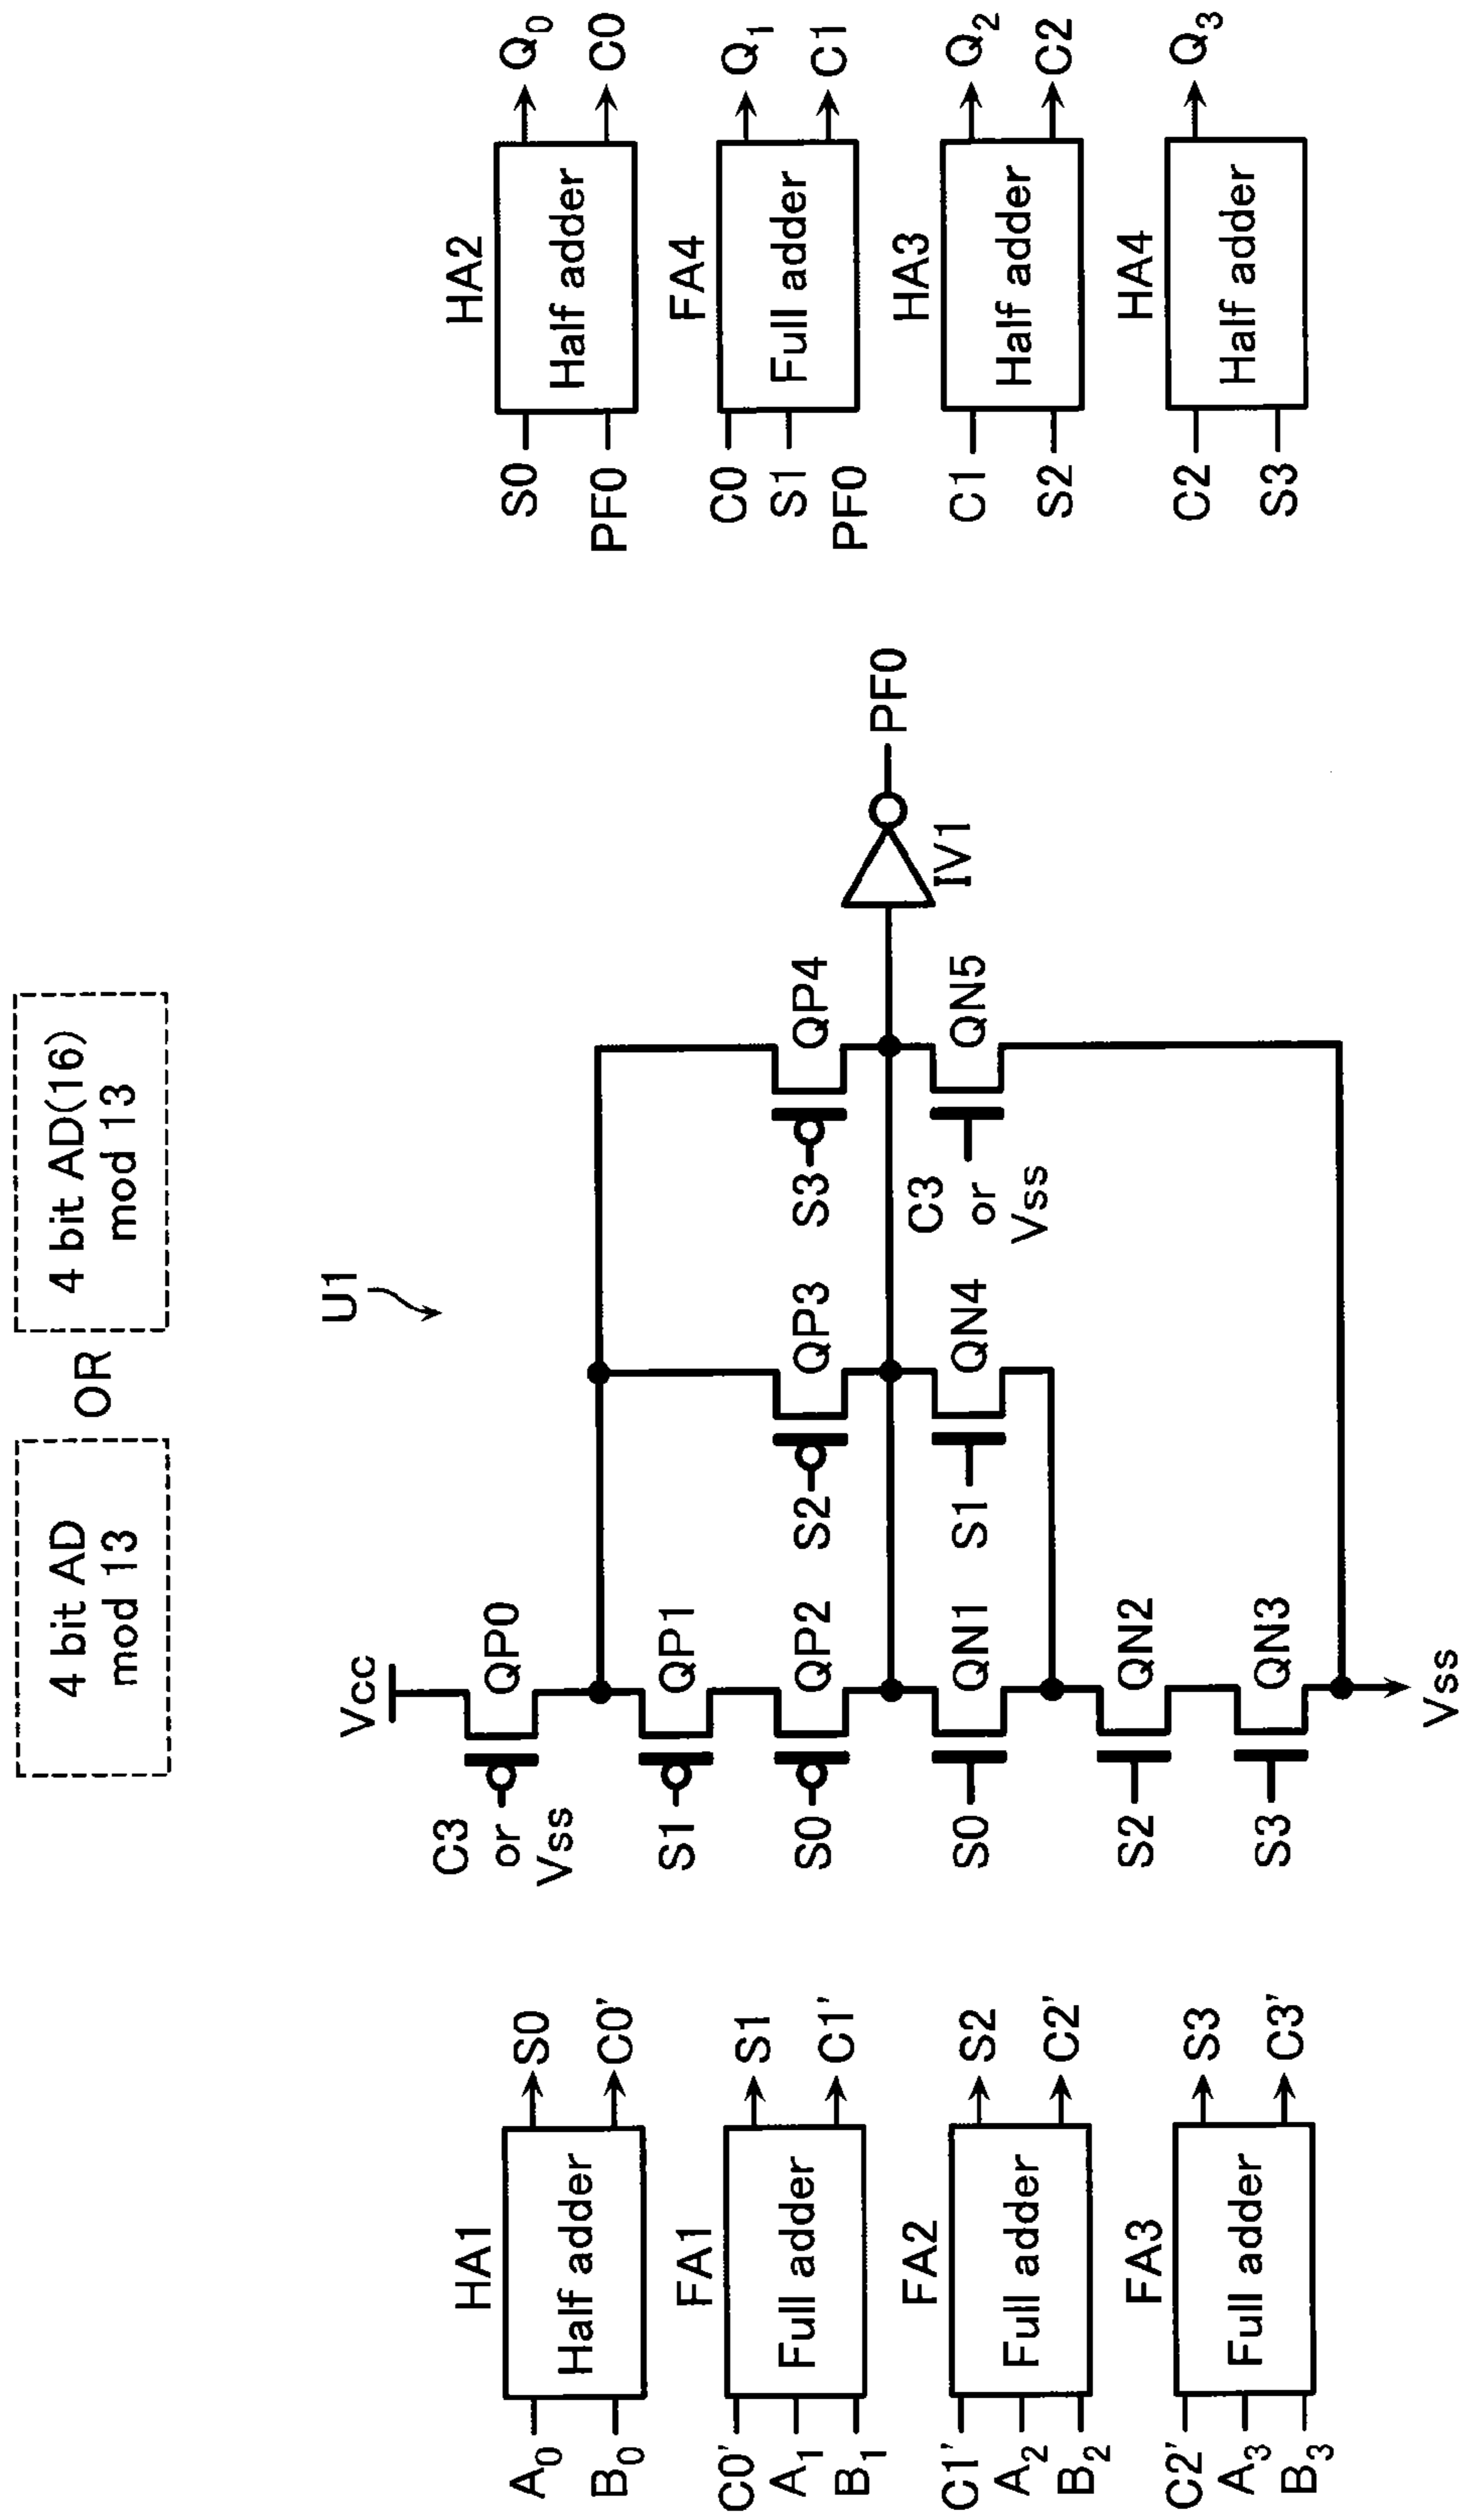 4 bit AD
mod 13
OR
4 bit AD(16)
mod 13
U1
HA1
Half adder
A0
B0
S0
C0'
FA1
Full adder
C0'
A1
B1
S1
C1'
FA2
Full adder
C1'
A2
B2
S2
C2'
FA3
Full adder
C2'
A3
B3
S3
C3'
Vcc
C3
or
Vss
QP0
S1
QP1
S0
QP2
S2
QP3
S3
QP4
S0
QN1
S1
QN4
C3
or
Vss
QN5
S2
QN2
S3
QN3
Vss
IV1
PF0
HA2
Half adder
S0
PF0
Q0
C0
FA4
Full adder
C0
S1
PF0
Q1
C1
HA3
Half adder
C1
S2
Q2
C2
HA4
Half adder
C2
S3
Q3